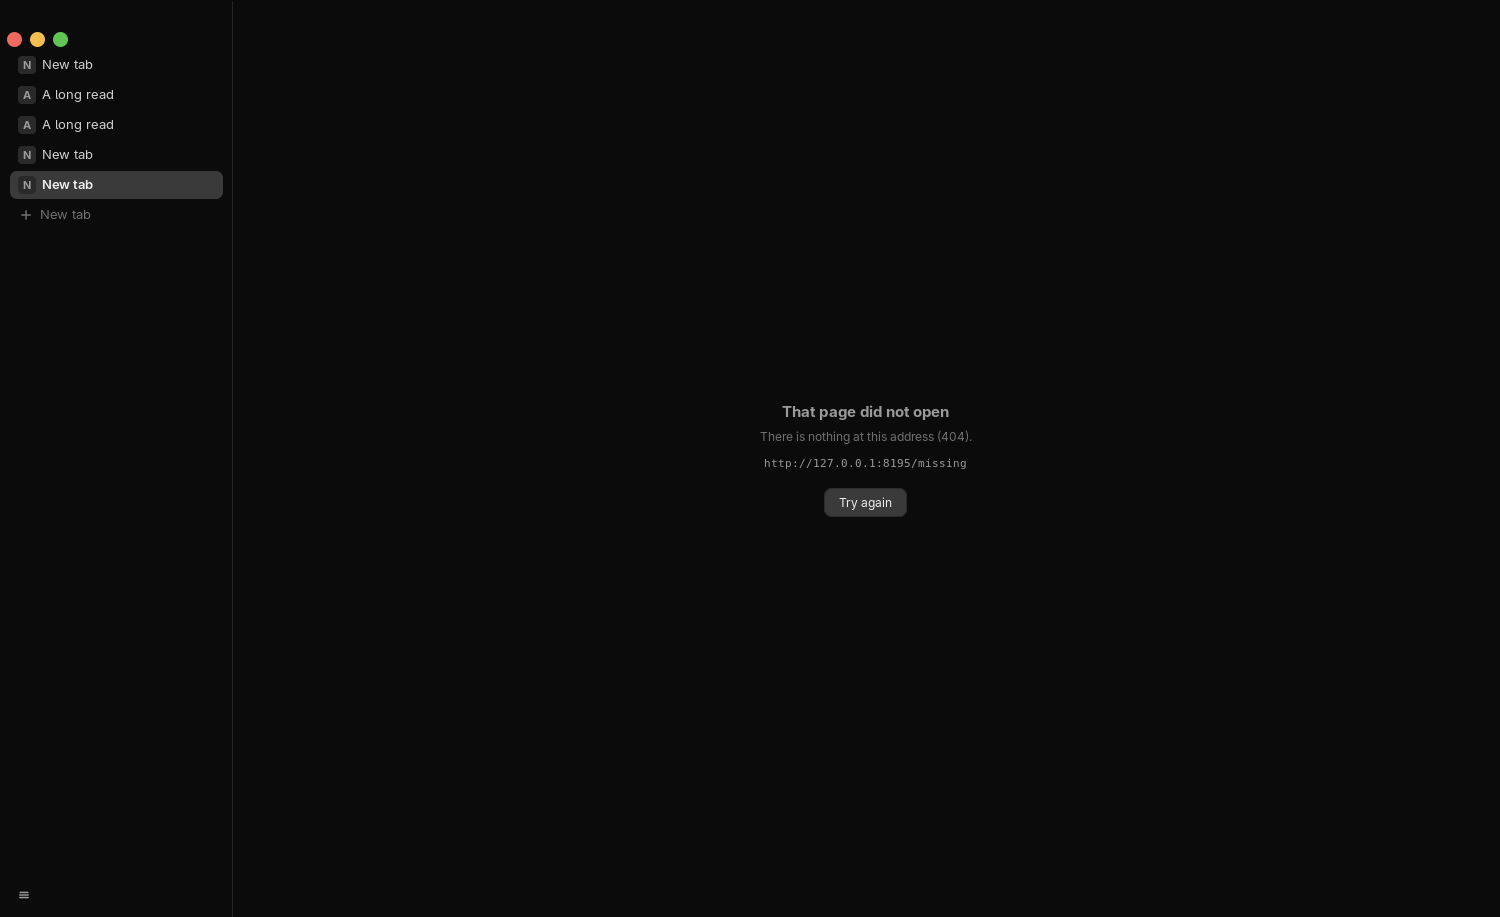 N New tab
A A long read
A A long read
N New tab
N New tab
+ New tab
That page did not open
There is nothing at this address (404).
http://127.0.0.1:8195/missing
Try again